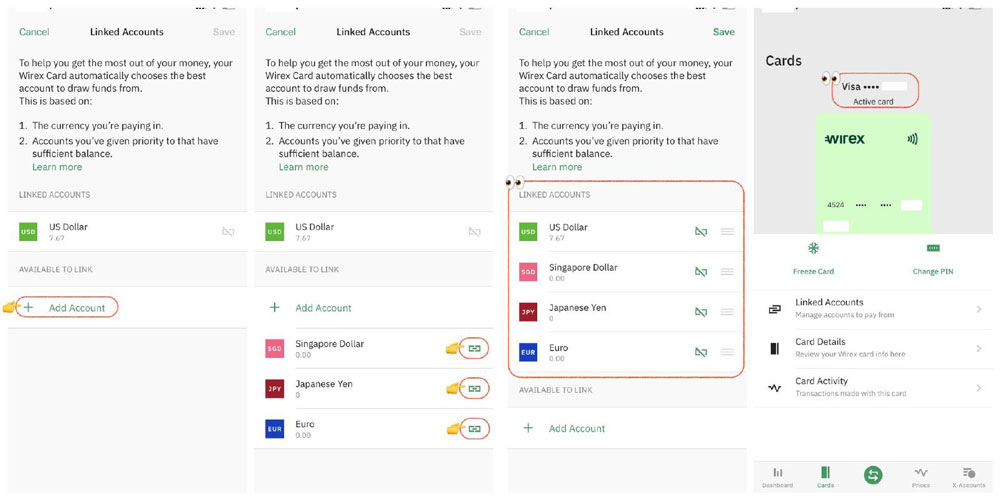 Cancel Linked Accounts Save
To help you get the most out of your money, your
Wirex Card automatically chooses the best
account to draw funds from.
This is based on:
1. The currency you're paying in.
2. Accounts you've given priority to that have
sufficient balance.
Learn more
LINKED ACCOUNTS
USD US Dollar
7.67
AVAILABLE TO LINK
+ Add Account
Cancel Linked Accounts Save
To help you get the most out of your money, your
Wirex Card automatically chooses the best
account to draw funds from.
This is based on:
1. The currency you're paying in.
2. Accounts you've given priority to that have
sufficient balance.
Learn more
LINKED ACCOUNTS
USD US Dollar
7.67
AVAILABLE TO LINK
+ Add Account
SGD Singapore Dollar
0.00
JPY Japanese Yen
0
EUR Euro
0.00
Cancel Linked Accounts Save
To help you get the most out of your money, your
Wirex Card automatically chooses the best
account to draw funds from.
This is based on:
1. The currency you're paying in.
2. Accounts you've given priority to that have
sufficient balance.
Learn more
LINKED ACCOUNTS
USD US Dollar
7.67
SGD Singapore Dollar
0.00
JPY Japanese Yen
0
EUR Euro
0.00
AVAILABLE TO LINK
+ Add Account
Cards
Visa ••••
Active card
wirex
4524 •••• ••••
Freeze Card Change PIN
Linked Accounts
Manage accounts to pay from
Card Details
Review your Wirex card info here
Card Activity
Transactions made with this card
Dashboard Cards Prices X-Accounts